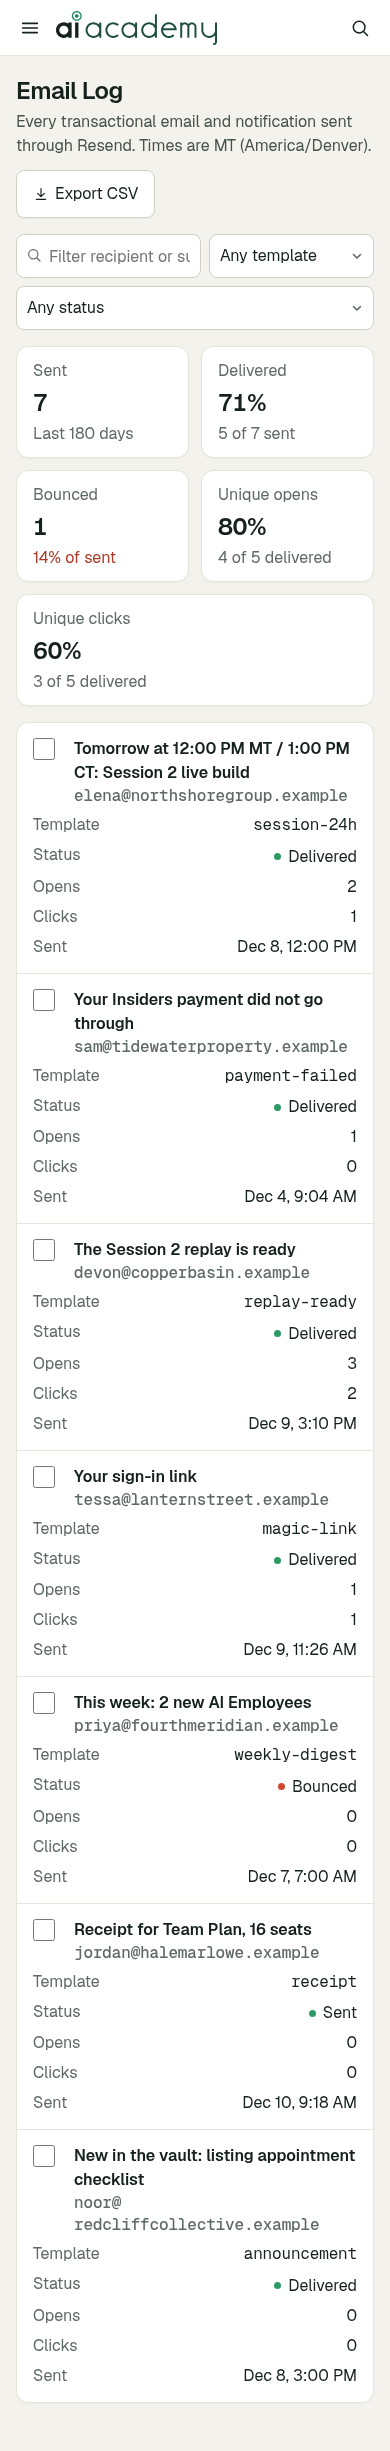 ai academy
Email Log
Every transactional email and notification sent
through Resend. Times are MT (America/Denver).
Export CSV
Filter recipient or su
Any template
Any status
Sent
7
Last 180 days
Delivered
71%
5 of 7 sent
Bounced
1
14% of sent
Unique opens
80%
4 of 5 delivered
Unique clicks
60%
3 of 5 delivered
Tomorrow at 12:00 PM MT / 1:00 PM
CT: Session 2 live build
elena@northshoregroup.example
Template session-24h
Status Delivered
Opens 2
Clicks 1
Sent Dec 8, 12:00 PM
Your Insiders payment did not go
through
sam@tidewaterproperty.example
Template payment-failed
Status Delivered
Opens 1
Clicks 0
Sent Dec 4, 9:04 AM
The Session 2 replay is ready
devon@copperbasin.example
Template replay-ready
Status Delivered
Opens 3
Clicks 2
Sent Dec 9, 3:10 PM
Your sign-in link
tessa@lanternstreet.example
Template magic-link
Status Delivered
Opens 1
Clicks 1
Sent Dec 9, 11:26 AM
This week: 2 new AI Employees
priya@fourthmeridian.example
Template weekly-digest
Status Bounced
Opens 0
Clicks 0
Sent Dec 7, 7:00 AM
Receipt for Team Plan, 16 seats
jordan@halemarlowe.example
Template receipt
Status Sent
Opens 0
Clicks 0
Sent Dec 10, 9:18 AM
New in the vault: listing appointment
checklist
noor@
redcliffcollective.example
Template announcement
Status Delivered
Opens 0
Clicks 0
Sent Dec 8, 3:00 PM